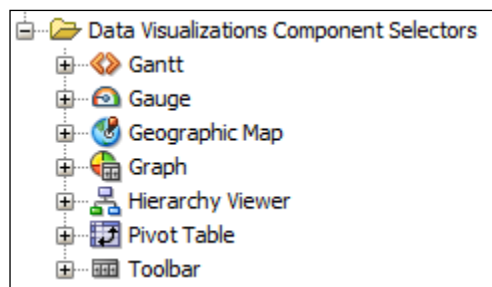 Data Visualizations Component Selectors
Gantt
Gauge
Geographic Map
Graph
Hierarchy Viewer
Pivot Table
Toolbar